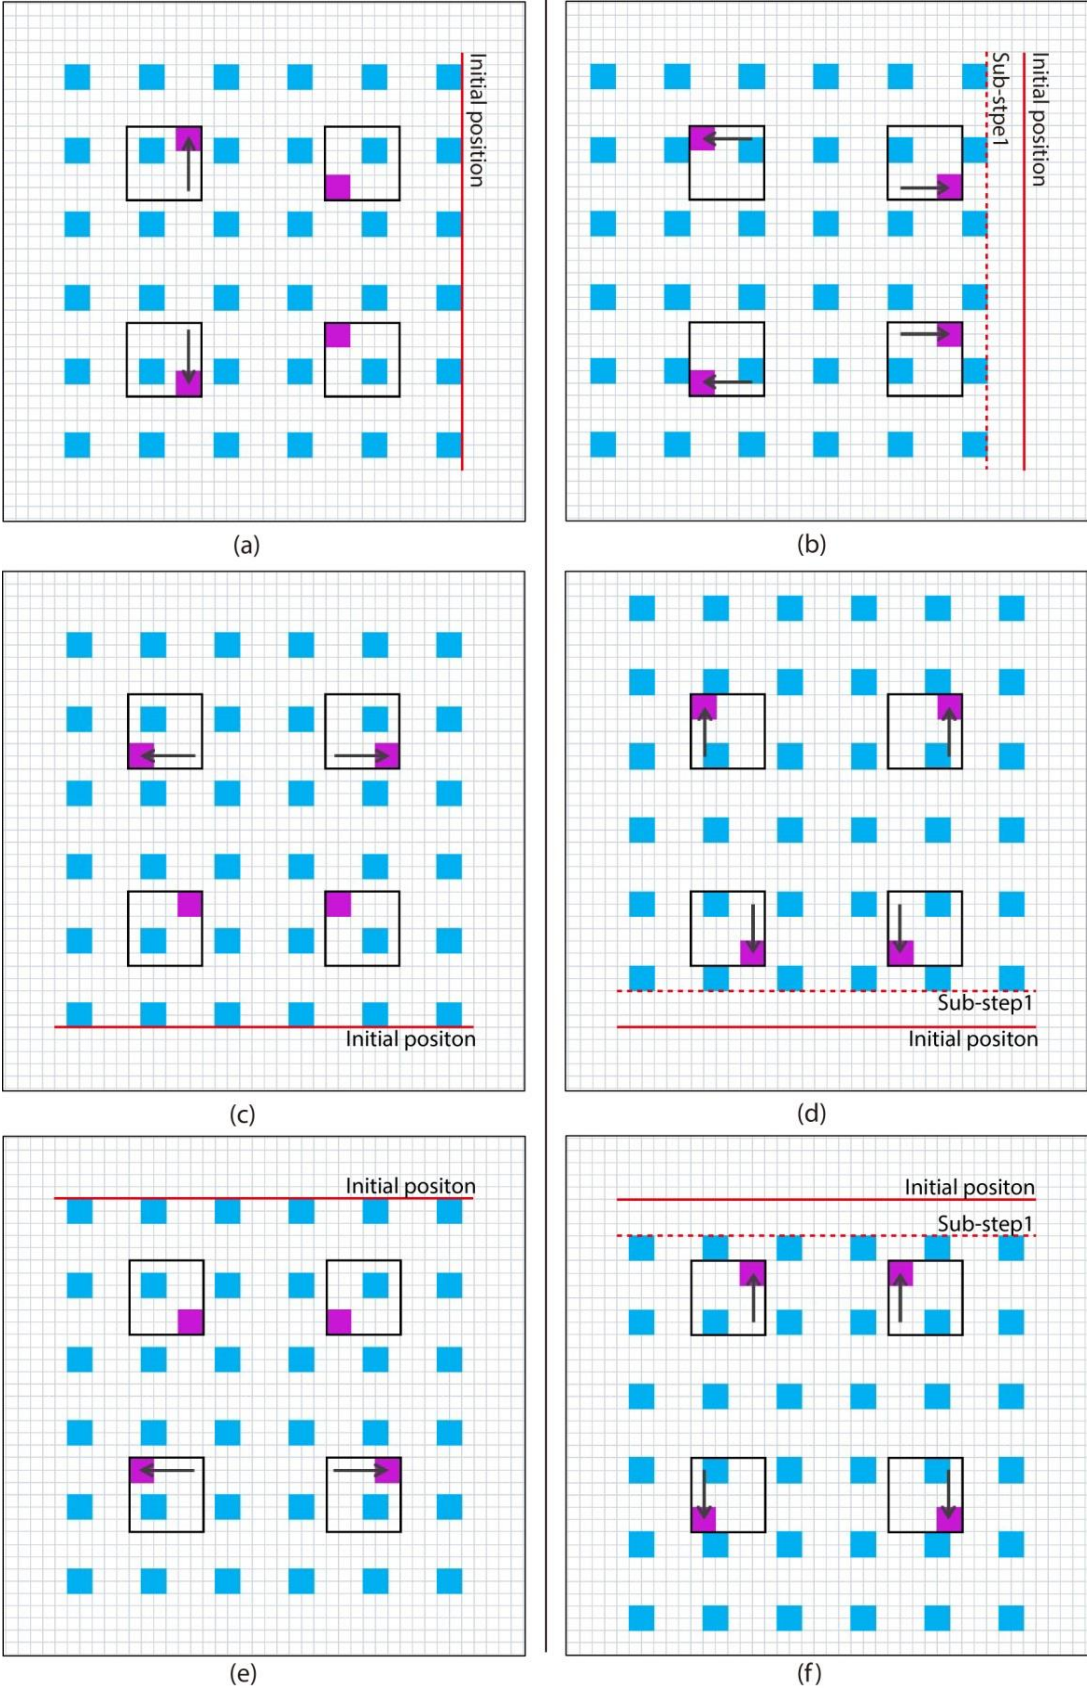 Initial position
(a)
Initial position
Sub-stpe1
(b)
Initial positon
(c)
Sub-step1
Initial positon
(d)
Initial positon
(e)
Initial positon
Sub-step1
(f)